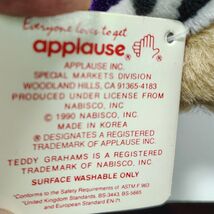 Everyone loves to get
applause®
APPLAUSE INC.
SPECIAL MARKETS DIVISION
WOODLAND HILLS, CA 91365-4183
PRODUCED UNDER LICENSE FROM
NABISCO, INC.
© 1990 NABISCO, INC.
MADE IN KOREA
® DESIGNATES A REGISTERED
TRADEMARK OF APPLAUSE INC.
TEDDY GRAHAMS IS A REGISTERED
TRADEMARK OF NABISCO, INC.
SURFACE WASHABLE ONLY
*Conforms to the Safety Requirements of ASTM F 963
British Standards No. BS-3443, BS-5665
and European Standard EN-71.